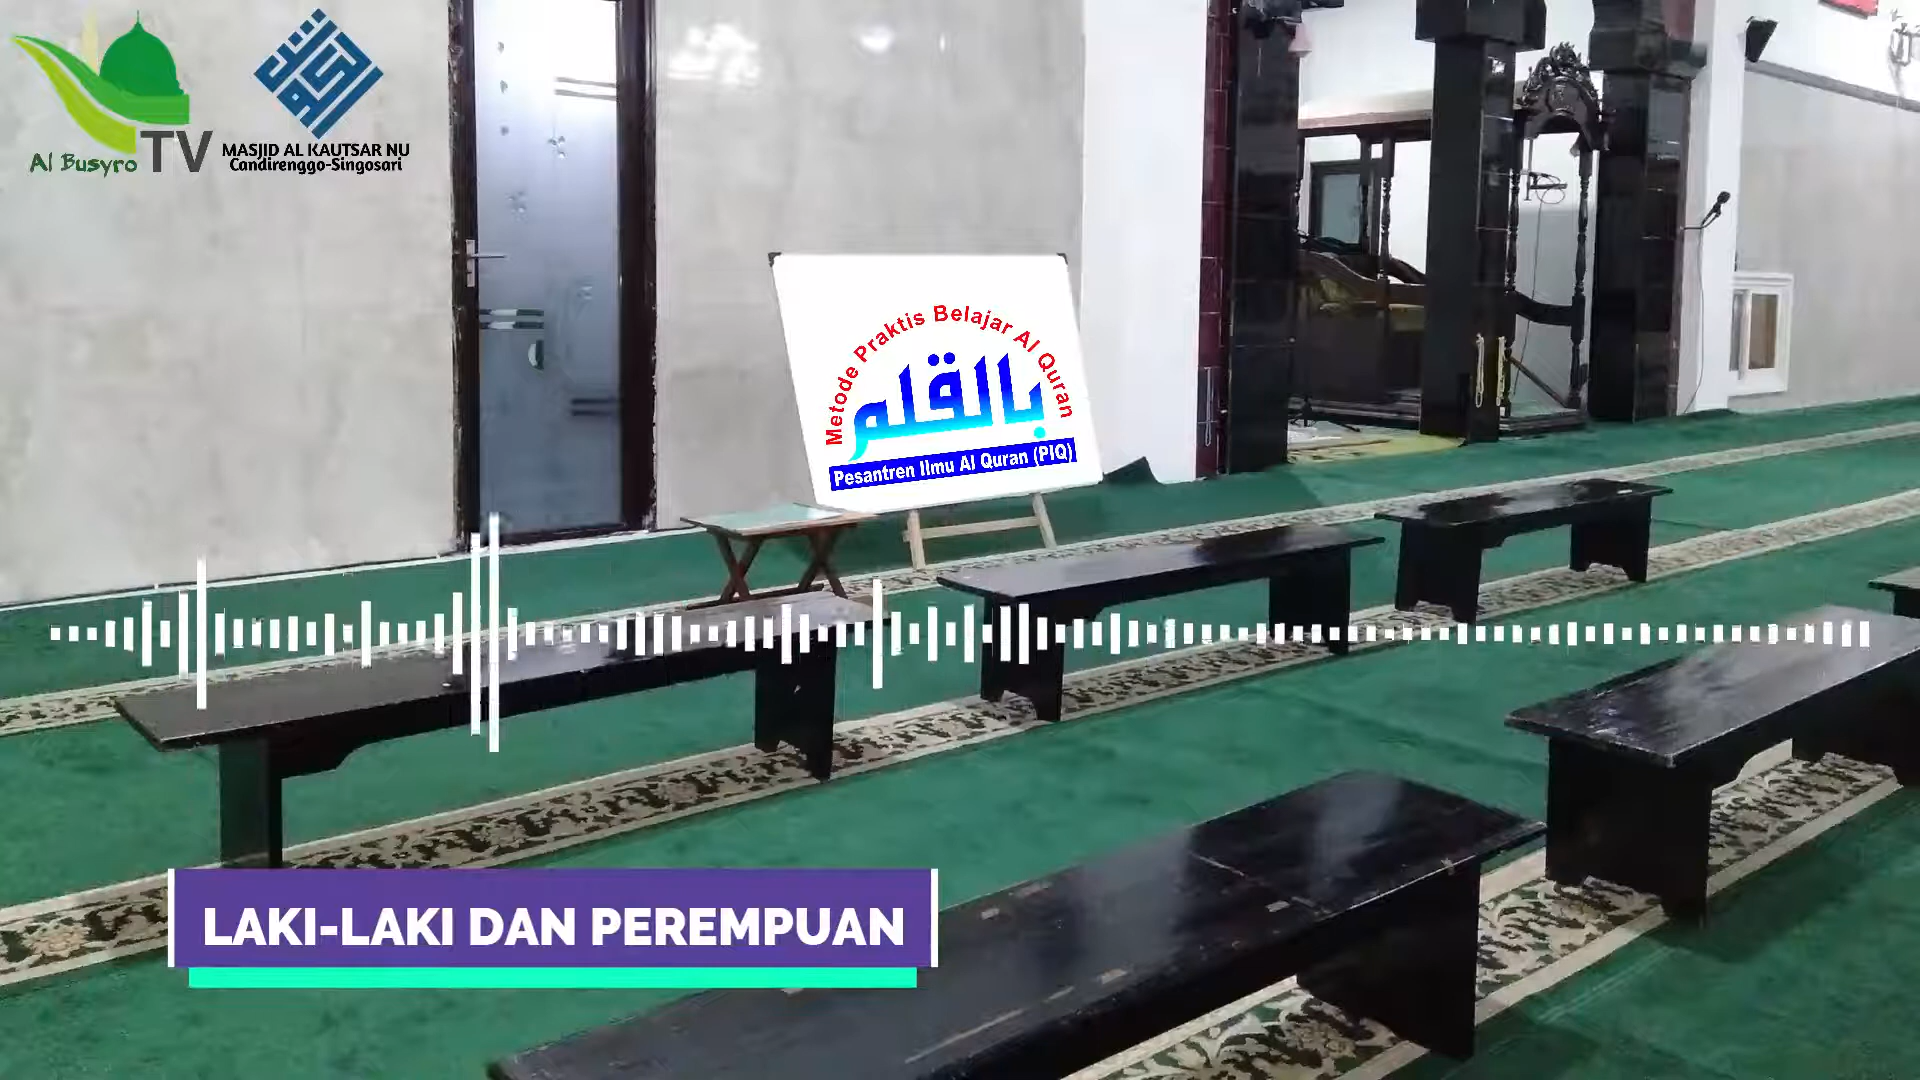 Al Busyro TV
MASJID AL KAUTSAR NU
Candirenggo-Singosari
Metode Praktis Belajar Al Quran
بالقلم
Pesantren Ilmu Al Quran (PIQ)
LAKI-LAKI DAN PEREMPUAN